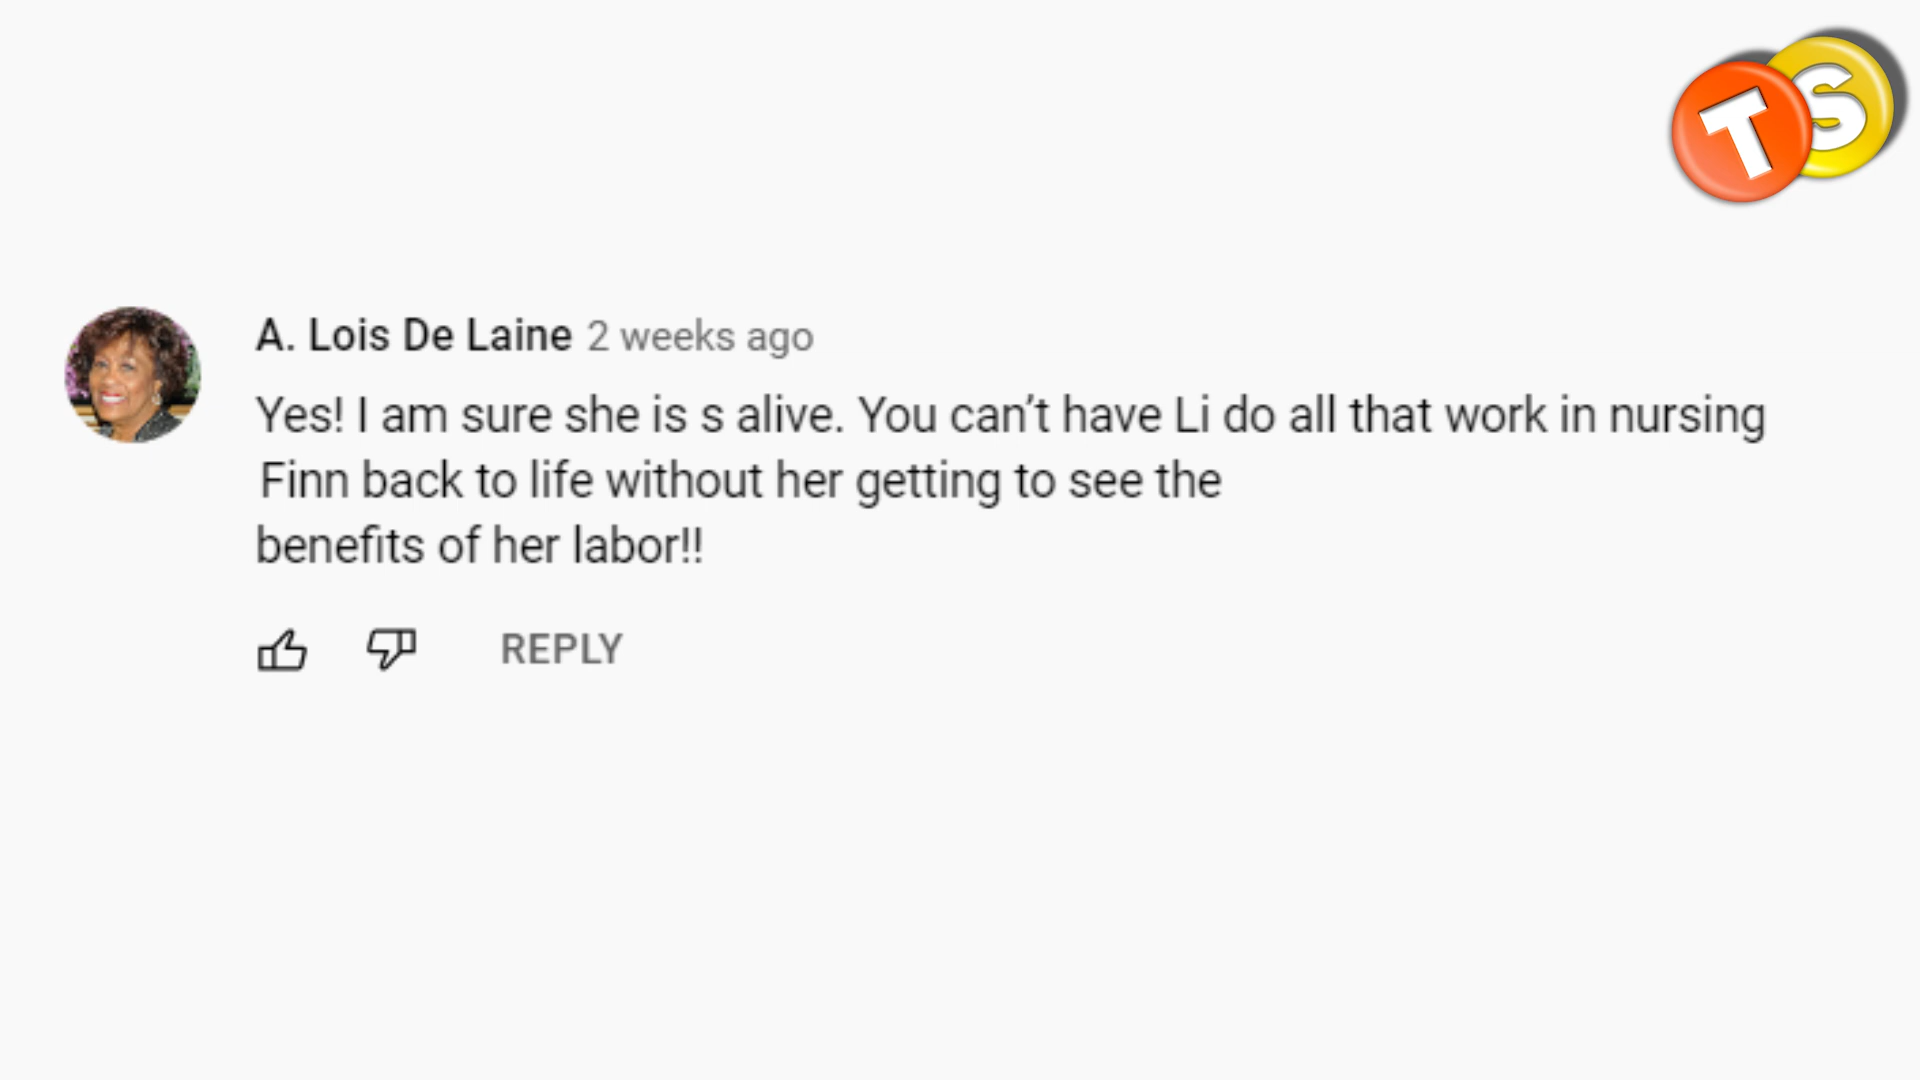 TS
A. Lois De Laine 2 weeks ago
Yes! I am sure she is s alive. You can’t have Li do all that work in nursing
Finn back to life without her getting to see the
benefits of her labor!!
REPLY